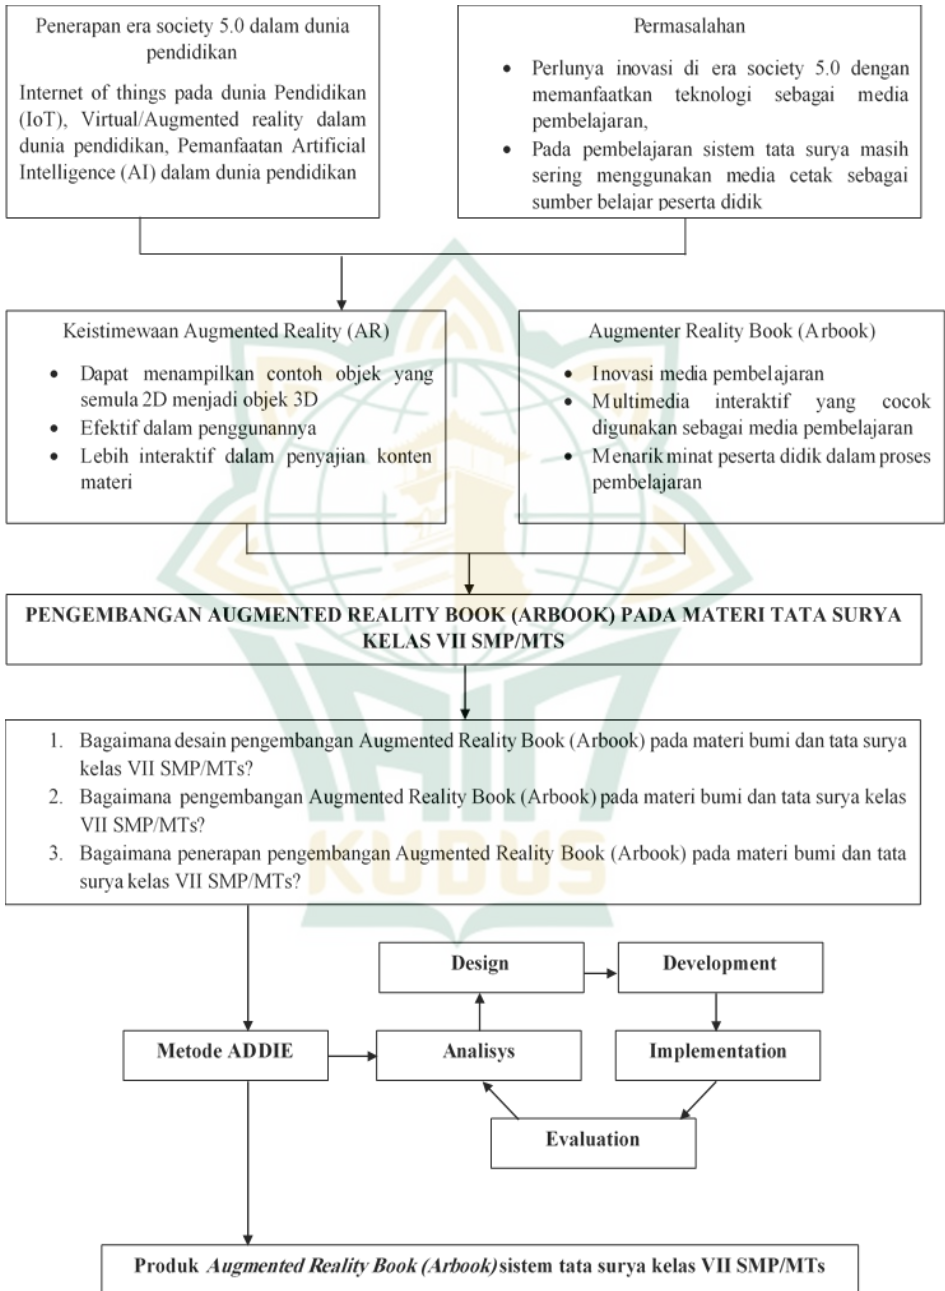 Penerapan era society 5.0 dalam dunia
pendidikan
Internet of things pada dunia Pendidikan
(IoT), Virtual/Augmented reality dalam
dunia pendidikan, Pemanfaatan Artificial
Intelligence (AI) dalam dunia pendidikan
Permasalahan
• Perlunya inovasi di era society 5.0 dengan
memanfaatkan teknologi sebagai media
pembelajaran,
• Pada pembelajaran sistem tata surya masih
sering menggunakan media cetak sebagai
sumber belajar peserta didik
Keistimewaan Augmented Reality (AR)
• Dapat menampilkan contoh objek yang
semula 2D menjadi objek 3D
• Efektif dalam penggunannya
• Lebih interaktif dalam penyajian konten
materi
Augmenter Reality Book (Arbook)
• Inovasi media pembelajaran
• Multimedia interaktif yang cocok
digunakan sebagai media pembelajaran
• Menarik minat peserta didik dalam proses
pembelajaran
PENGEMBANGAN AUGMENTED REALITY BOOK (ARBOOK) PADA MATERI TATA SURYA
KELAS VII SMP/MTS
1. Bagaimana desain pengembangan Augmented Reality Book (Arbook) pada materi bumi dan tata surya
kelas VII SMP/MTs?
2. Bagaimana pengembangan Augmented Reality Book (Arbook) pada materi bumi dan tata surya kelas
VII SMP/MTs?
3. Bagaimana penerapan pengembangan Augmented Reality Book (Arbook) pada materi bumi dan tata
surya kelas VII SMP/MTs?
IAIN
KUDUS
Design
Development
Metode ADDIE
Analisys
Implementation
Evaluation
Produk Augmented Reality Book (Arbook) sistem tata surya kelas VII SMP/MTs